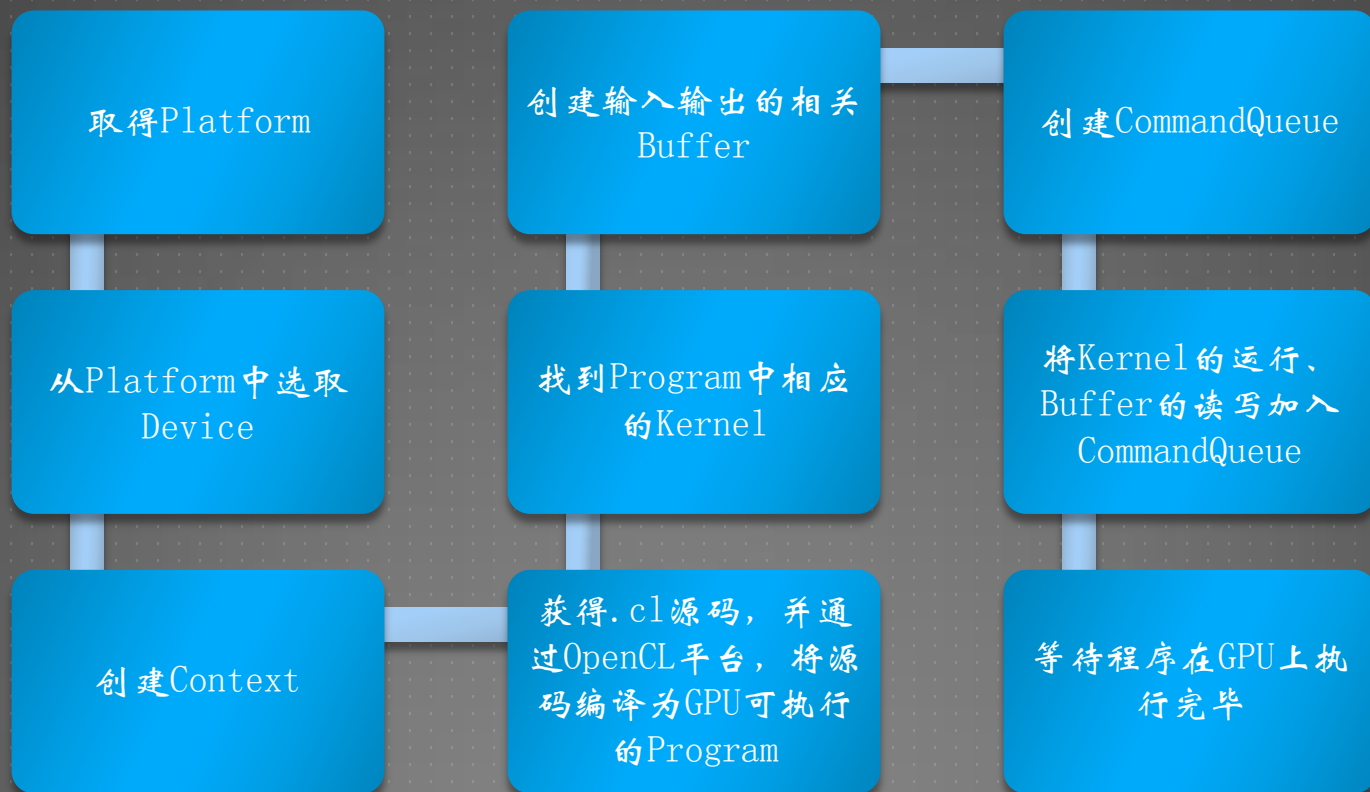 取得Platform
从Platform中选取
Device
创建Context
获得.cl源码，并通
过OpenCL平台，将源
码编译为GPU可执行
的Program
找到Program中相应
的Kernel
创建输入输出的相关
Buffer
创建CommandQueue
将Kernel的运行、
Buffer的读写加入
CommandQueue
等待程序在GPU上执
行完毕